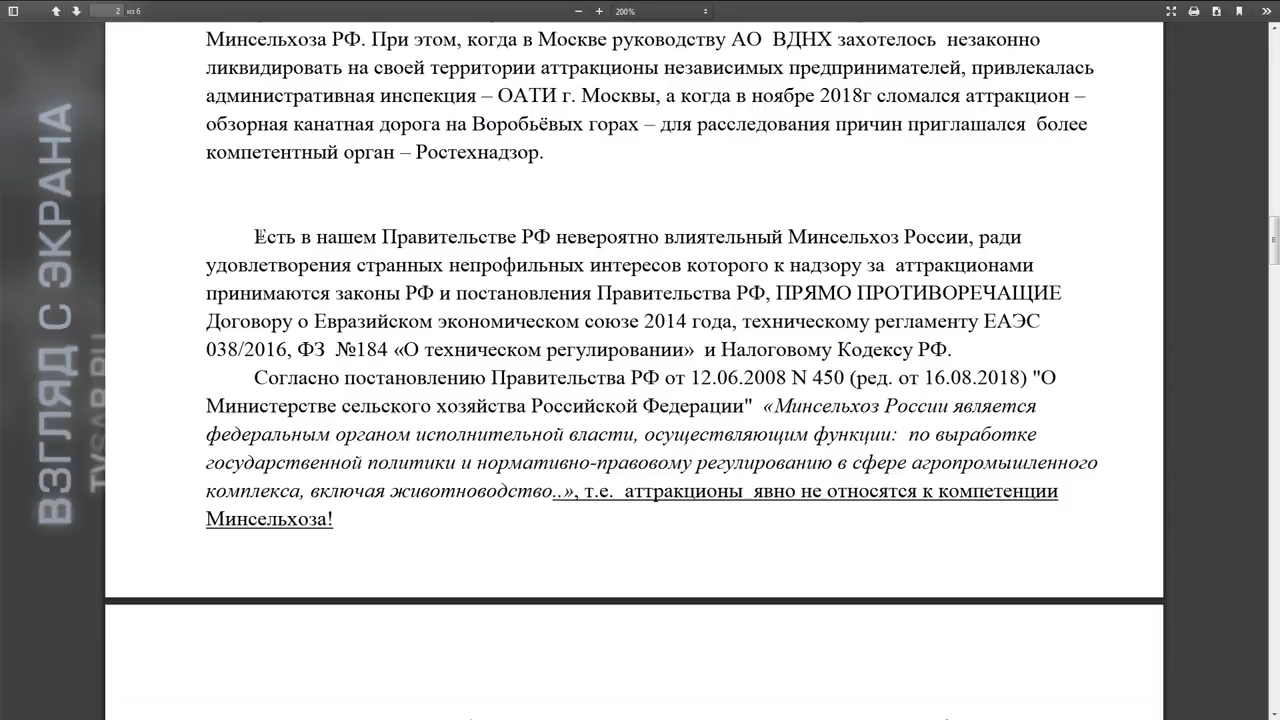 2
из 6
200%
Минсельхоза РФ. При этом, когда в Москве руководству АО ВДНХ захотелось незаконно
ликвидировать на своей территории аттракционы независимых предпринимателей, привлекалась
административная инспекция – ОАТИ г. Москвы, а когда в ноябре 2018г сломался аттракцион –
обзорная канатная дорога на Воробьёвых горах – для расследования причин приглашался более
компетентный орган – Ростехнадзор.
Есть в нашем Правительстве РФ невероятно влиятельный Минсельхоз России, ради
удовлетворения странных непрофильных интересов которого к надзору за аттракционами
принимаются законы РФ и постановления Правительства РФ, ПРЯМО ПРОТИВОРЕЧАЩИЕ
Договору о Евразийском экономическом союзе 2014 года, техническому регламенту ЕАЭС
038/2016, ФЗ №184 «О техническом регулировании» и Налоговому Кодексу РФ.
Согласно постановлению Правительства РФ от 12.06.2008 N 450 (ред. от 16.08.2018) "О
Министерстве сельского хозяйства Российской Федерации" «Минсельхоз России является
федеральным органом исполнительной власти, осуществляющим функции: по выработке
государственной политики и нормативно-правовому регулированию в сфере агропромышленного
комплекса, включая животноводство..», т.е. аттракционы явно не относятся к компетенции
Минсельхоза!
ВЗГЛЯД С ЭКРАНА